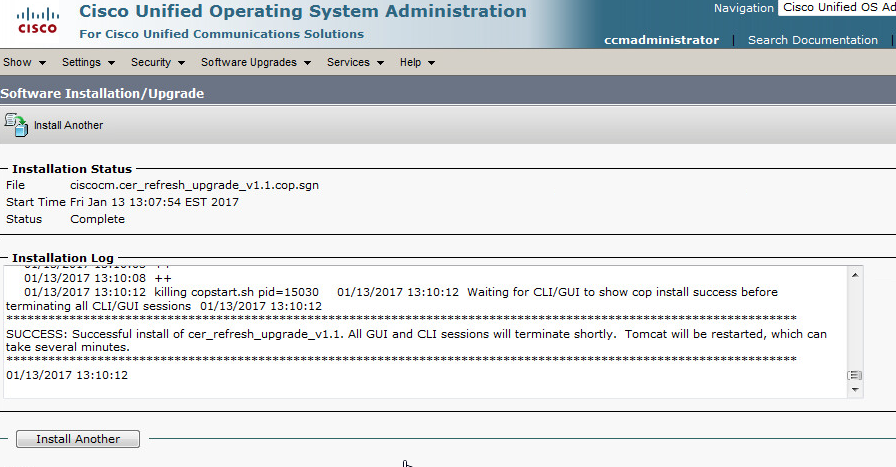 Cisco Unified Operating System Administration
Navigation Cisco Unified OS Ad
CISCO
For Cisco Unified Communications Solutions
ccmadministrator | Search Documentation |
Show Settings Security Software Upgrades Services Help
Software Installation/Upgrade
Install Another
Installation Status
File ciscocm.cer_refresh_upgrade_v1.1.cop.sgn
Start Time Fri Jan 13 13:07:54 EST 2017
Status Complete
Installation Log
01/13/2017 13:10:08 ++
01/13/2017 13:10:12 killing copstart.sh pid=15030 01/13/2017 13:10:12 Waiting for CLI/GUI to show cop install success before
terminating all CLI/GUI sessions 01/13/2017 13:10:12
*****************************************************************************************************
SUCCESS: Successful install of cer_refresh_upgrade_v1.1. All GUI and CLI sessions will terminate shortly. Tomcat will be restarted, which can
take several minutes.
*****************************************************************************************************
01/13/2017 13:10:12
Install Another